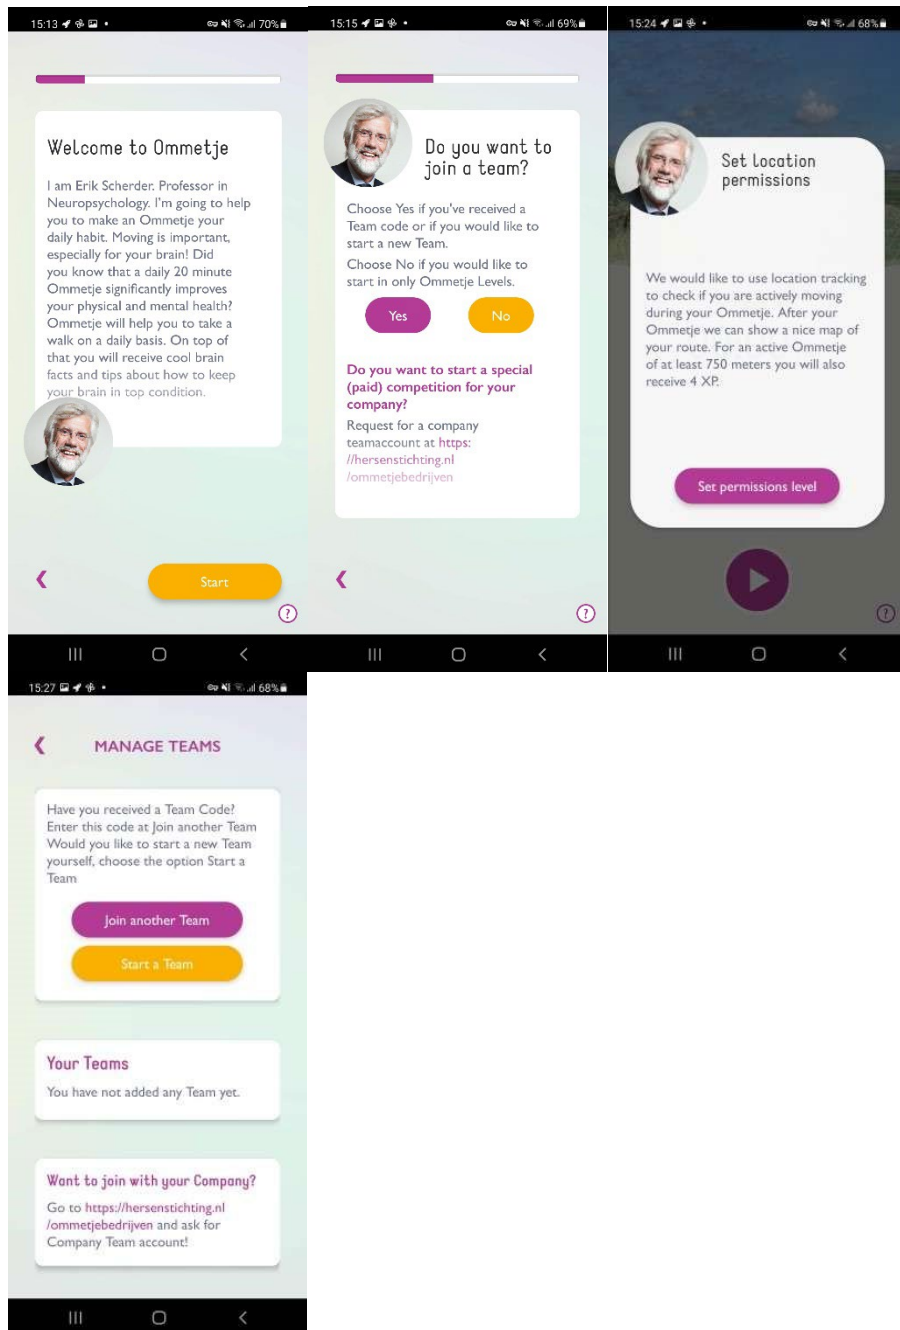 15:13
70%
Welcome to Ommetje
I am Erik Scherder. Professor in
Neuropsychology. I'm going to help
you to make an Ommetje your
daily habit. Moving is important,
especially for your brain! Did
you know that a daily 20 minute
Ommetje significantly improves
your physical and mental health?
Ommetje will help you to take a
walk on a daily basis. On top of
that you will receive cool brain
facts and tips about how to keep
your brain in top condition.
Start
?
15:15
69%
Do you want to
join a team?
Choose Yes if you've received a
Team code or if you would like to
start a new Team.
Choose No if you would like to
start in only Ommetje Levels.
Yes
No
Do you want to start a special
(paid) competition for your
company?
Request for a company
teamaccount at https:
//hersenstichting.nl
/ommetjebedrijven
?
15:24
68%
Set location
permissions
We would like to use location tracking
to check if you are actively moving
during your Ommetje. After your
Ommetje we can show a nice map of
your route. For an active Ommetje
of at least 750 meters you will also
receive 4 XP.
Set permissions level
?
15:27
68%
MANAGE TEAMS
Have you received a Team Code?
Enter this code at Join another Team
Would you like to start a new Team
yourself, choose the option Start a
Team
Join another Team
Start a Team
Your Teams
You have not added any Team yet.
Want to join with your Company?
Go to https://hersenstichting.nl
/ommetjebedrijven and ask for
Company Team account!